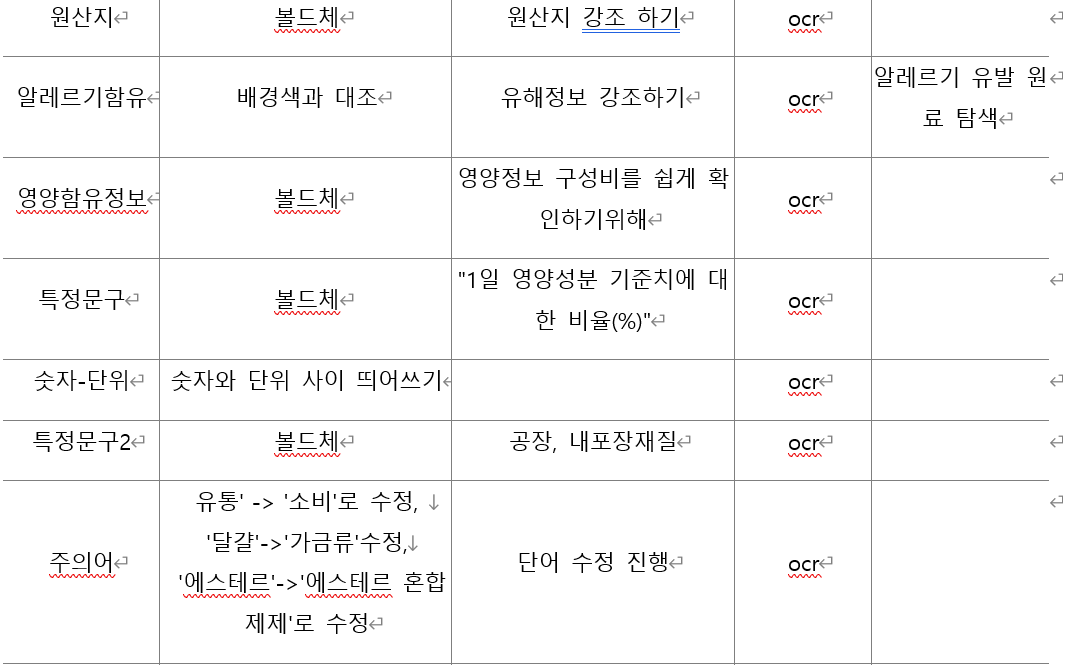 원산지 볼드체 원산지 강조 하기 ocr
알레르기함유 배경색과 대조 유해정보 강조하기 ocr 알레르기 유발 원
료 탐색
영양함유정보 볼드체 영양정보 구성비를 쉽게 확
인하기위해 ocr
특정문구 볼드체 "1일 영양성분 기준치에 대
한 비율(%)" ocr
숫자-단위 숫자와 단위 사이 띄어쓰기 ocr
특정문구2 볼드체 공장, 내포장재질 ocr
주의어 유통' -> '소비'로 수정,
'달걀'->'가금류'수정,
'에스테르'->'에스테르 혼합
제제'로 수정 단어 수정 진행 ocr